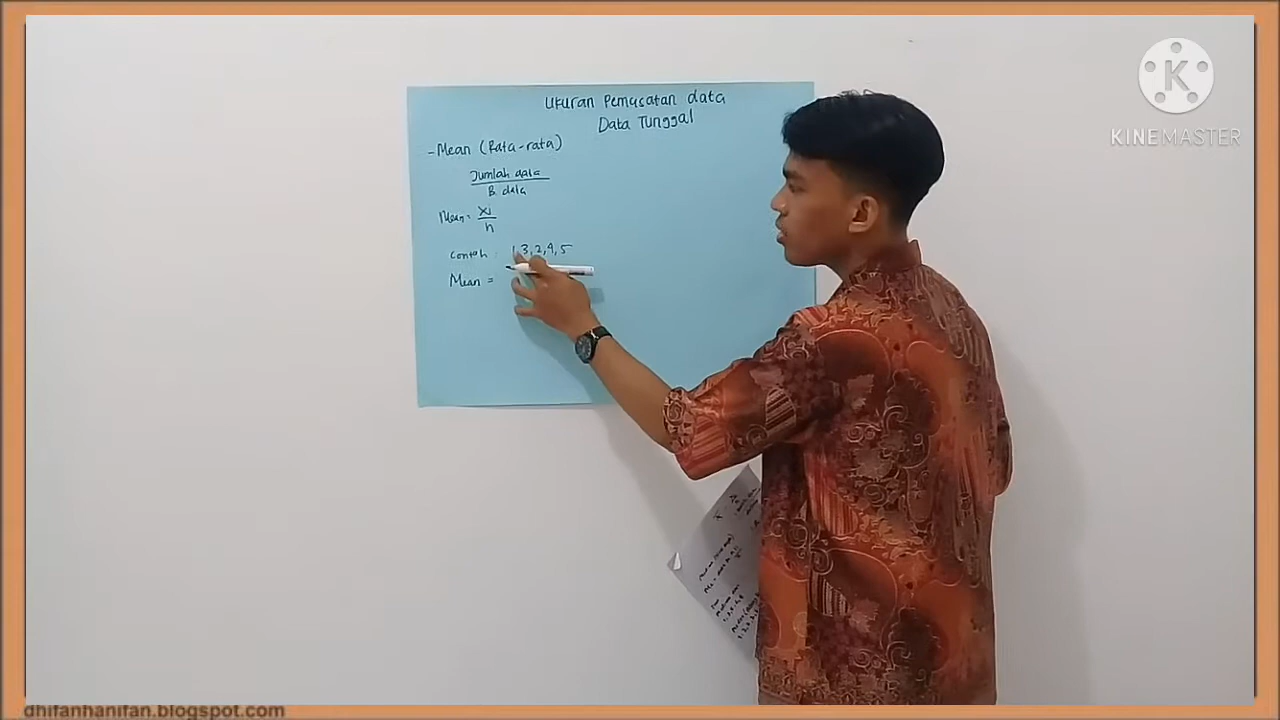 Ukuran Pemusatan data
Data Tunggal
- Mean (Rata-rata)
Jumlah data
B. data
Mean = Xi
n
Contoh : 1,3,2,4,5
Mean =
K
KINEMASTER
dhifanhanifan.blogspot.com